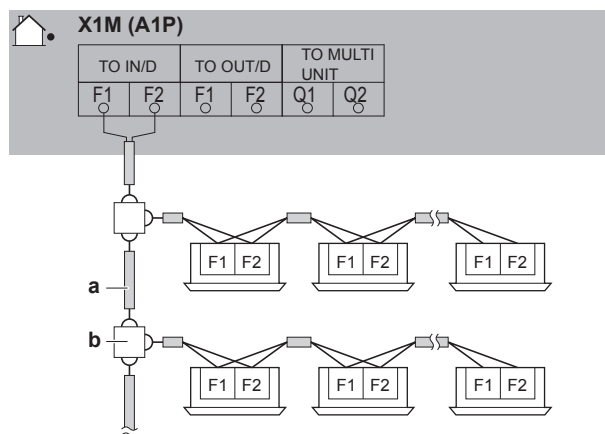 X1M (A1P)
TO IN/D TO OUT/D TO MULTI UNIT
F1 F2 F1 F2 Q1 Q2
F1 F2 F1 F2 F1 F2
a
b
F1 F2 F1 F2 F1 F2